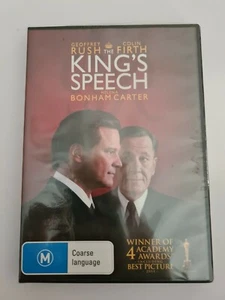 GEOFFREY COLIN
RUSH THE FIRTH
KING'S
SPEECH
BONHAM CARTER
WINNER OF
4 ACADEMY
AWARDS
BEST PICTURE
M
Coarse
language